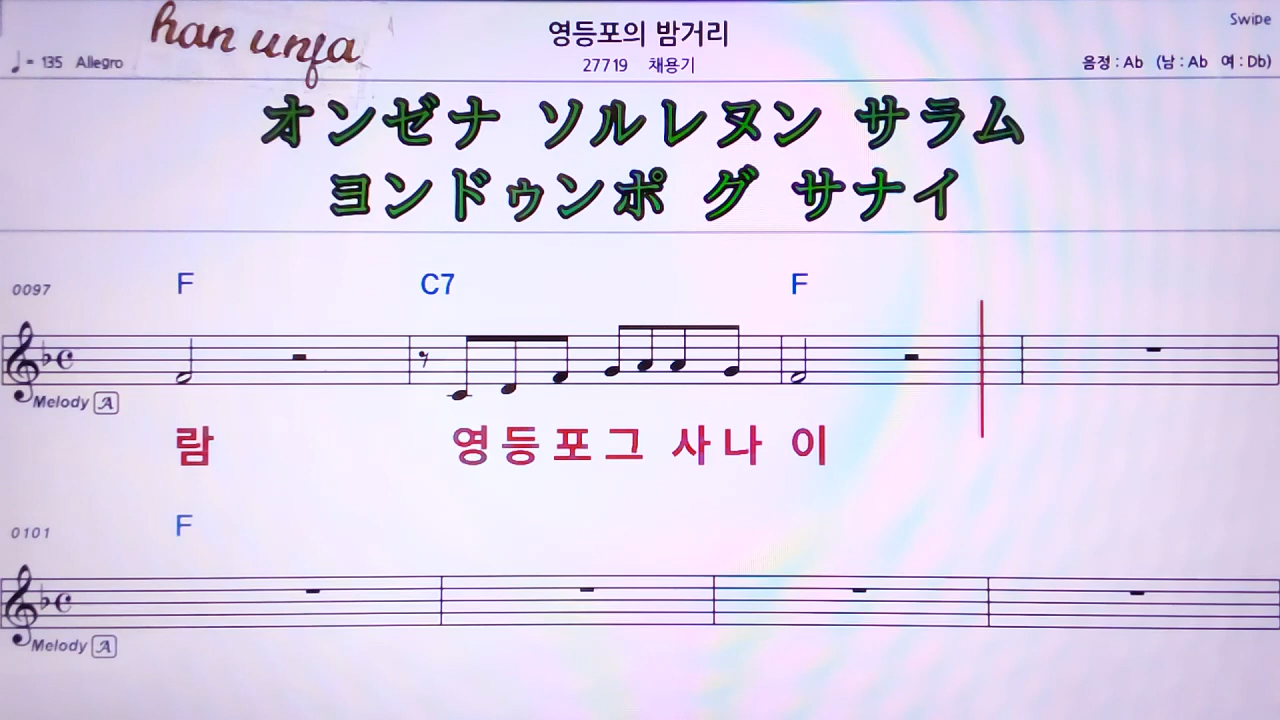 han unfa
영등포의 밤거리
Swipe
♩= 135 Allegro
27719 채용기
음정 : Ab (남 : Ab 여 : Db)
オンゼナ ソルレヌン サラム
ヨンドゥンポ グ サナイ
0097
F C7 F
Melody A
람 영 등 포 그 사 나 이
0101
F
Melody A